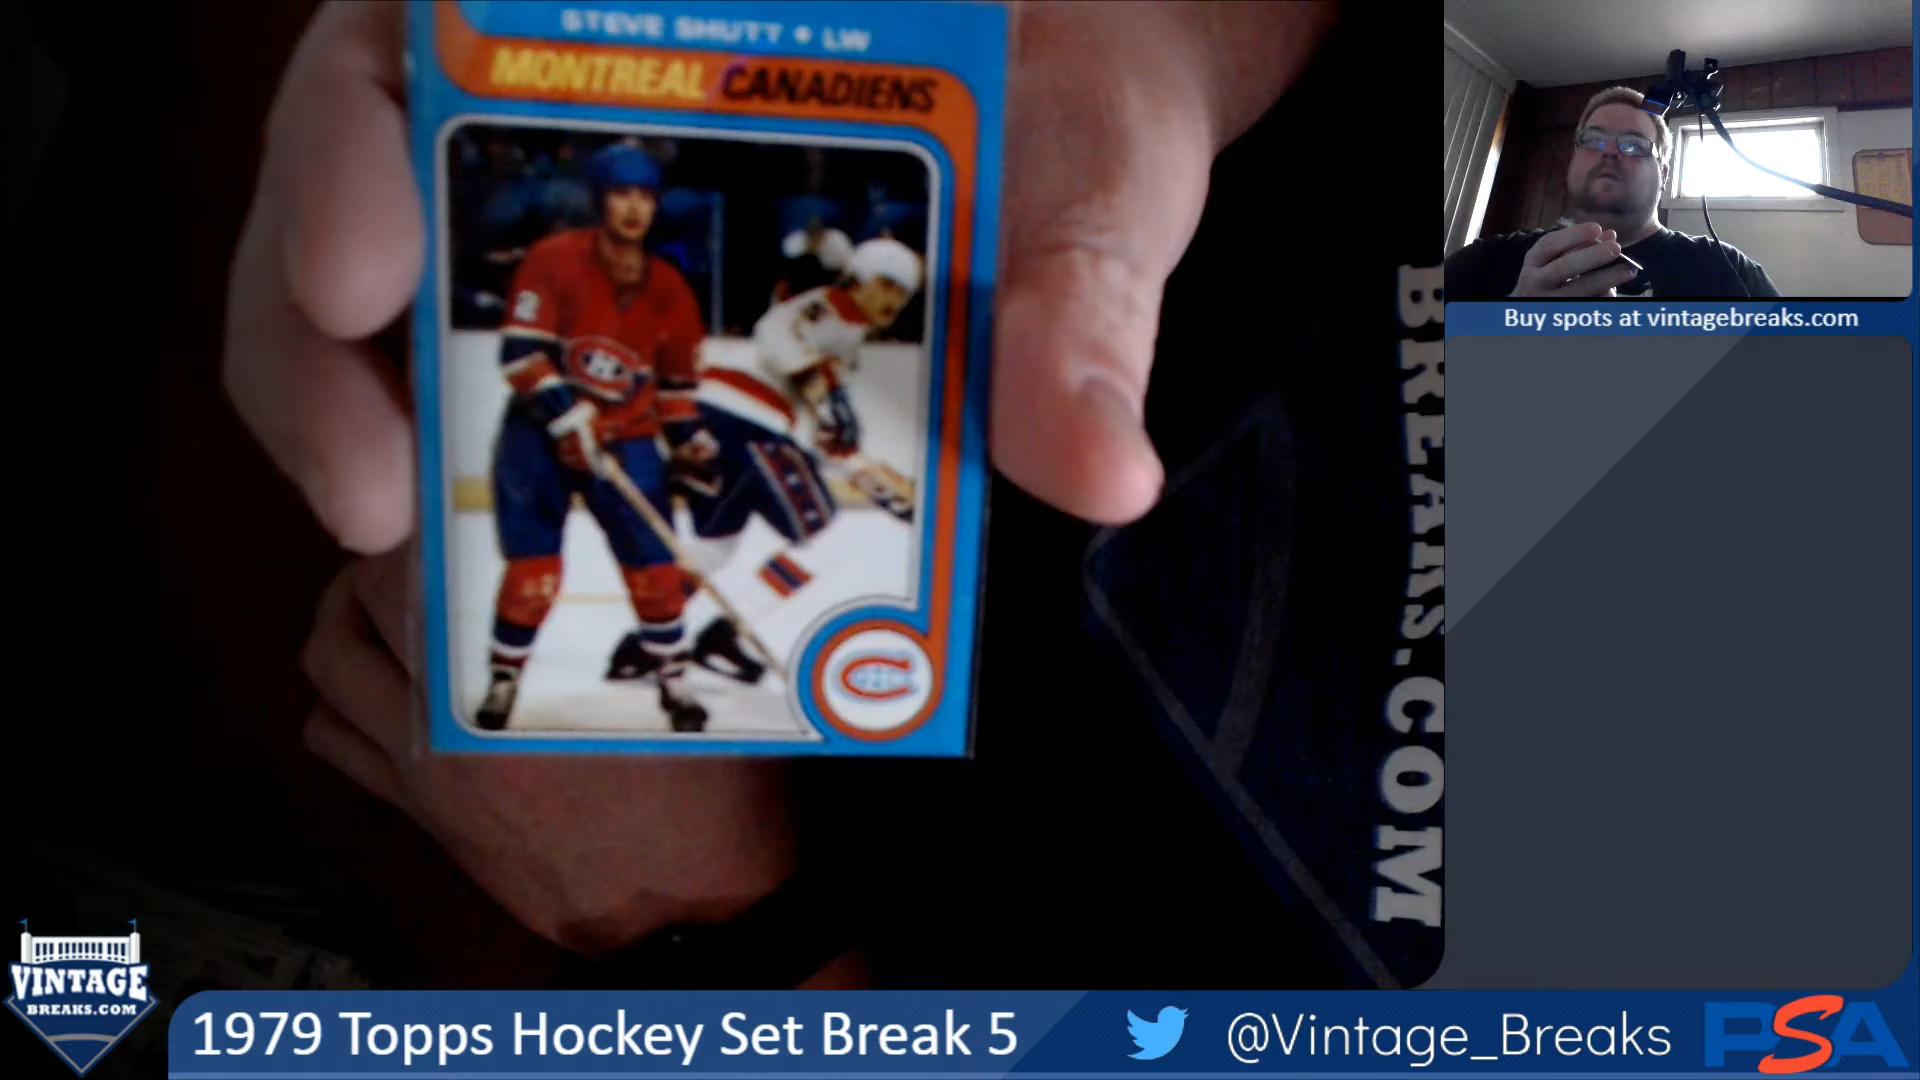 STEVE SHUTT • LW
MONTREAL CANADIENS
2
Buy spots at vintagebreaks.com
BREAKS.COM
VINTAGE
BREAKS.COM
1979 Topps Hockey Set Break 5
@Vintage_Breaks
PSA